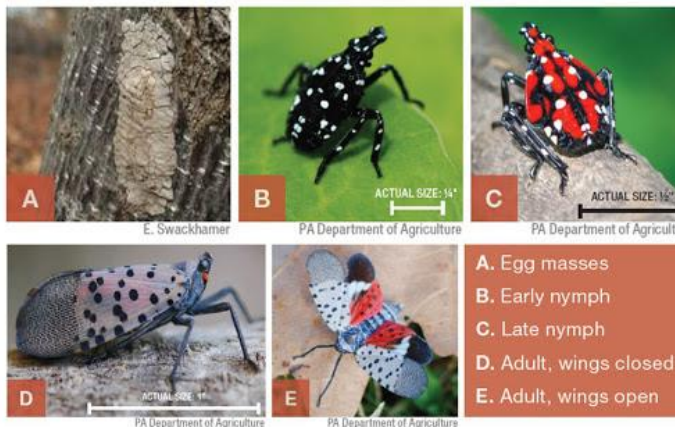 A
E. Swackhamer
B
ACTUAL SIZE: ¼"
PA Department of Agriculture
C
ACTUAL SIZE: ½"
PA Department of Agricult
D
ACTUAL SIZE: 1"
PA Department of Agriculture
E
PA Department of Agriculture
A. Egg masses
B. Early nymph
C. Late nymph
D. Adult, wings closed
E. Adult, wings open